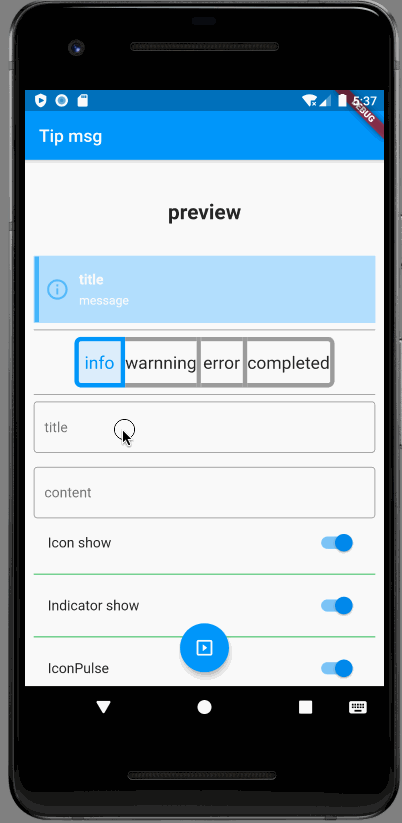 5:37
DEBUG
Tip msg
preview
title
message
info warnning error completed
title
content
Icon show
Indicator show
IconPulse